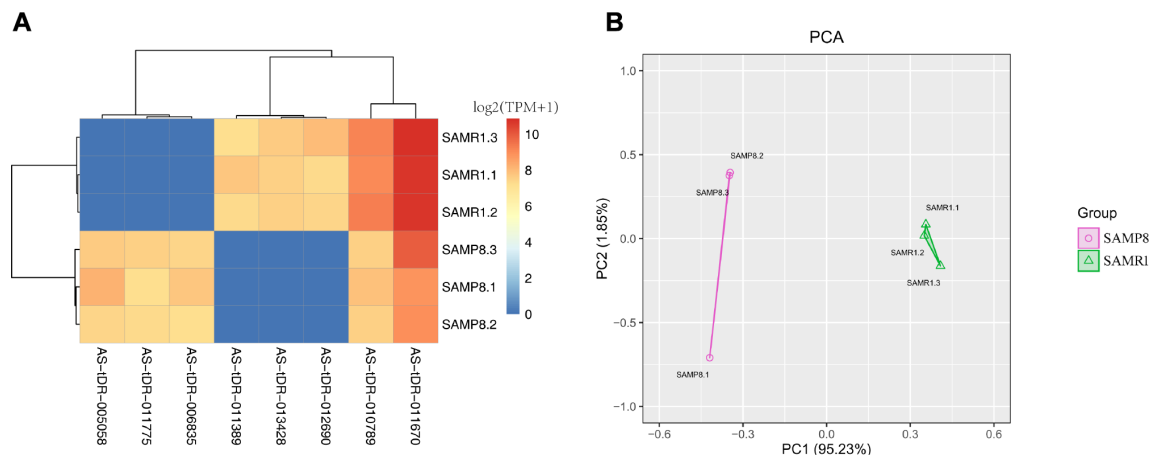 A
log2(TPM+1)
10
8
6
4
2
0
SAMR1.3
SAMR1.1
SAMR1.2
SAMP8.3
SAMP8.1
SAMP8.2
AS−tDR−005058
AS−tDR−011775
AS−tDR−006835
AS−tDR−011389
AS−tDR−013428
AS−tDR−012690
AS−tDR−010789
AS−tDR−011670
B
PCA
PC2 (1.85%)
1.0
0.5
0.0
−0.5
−1.0
SAMP8.2
SAMP8.3
SAMP8.1
SAMR1.1
SAMR1.2
SAMR1.3
−0.6
−0.3
0.0
0.3
0.6
PC1 (95.23%)
Group
SAMP8
SAMR1